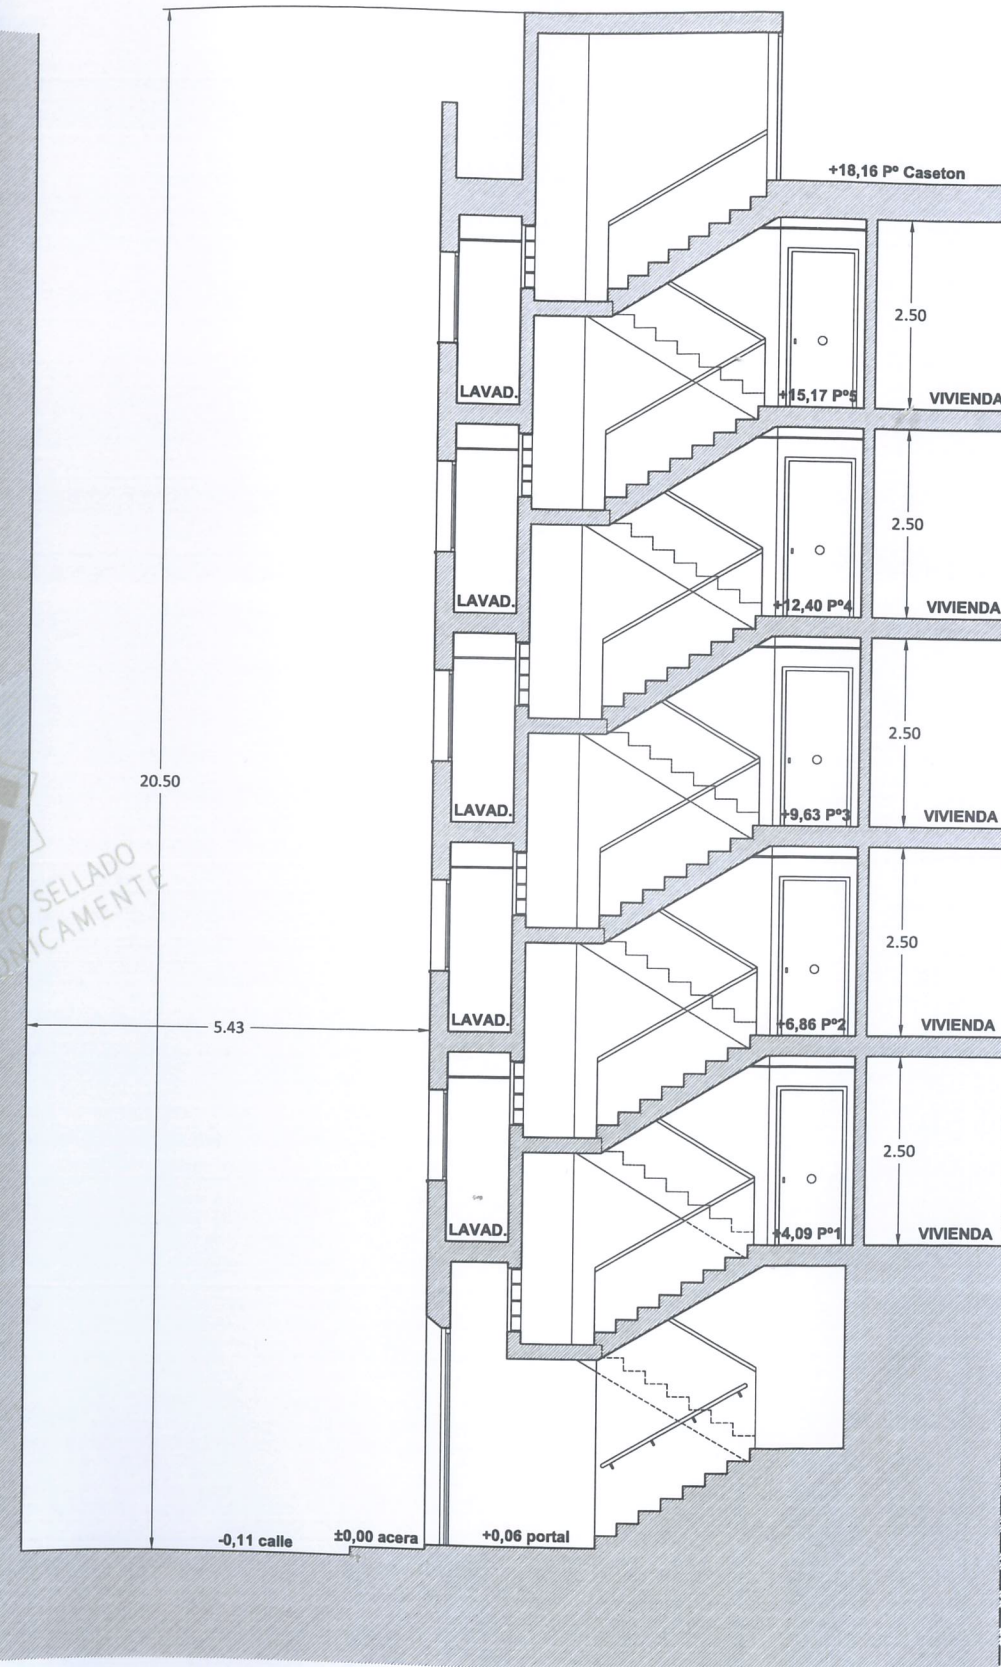 +18,16 Pº Caseton
2.50
LAVAD.
+15,17 Pº5
VIVIENDA
2.50
LAVAD.
+12,40 Pº4
VIVIENDA
2.50
20.50
LAVAD.
+9,63 Pº3
VIVIENDA
SELLADO
2.50
LAVAD.
+6,86 Pº2
VIVIENDA
5.43
2.50
LAVAD.
+4,09 Pº1
VIVIENDA
-0,11 calle
±0,00 acera
+0,06 portal